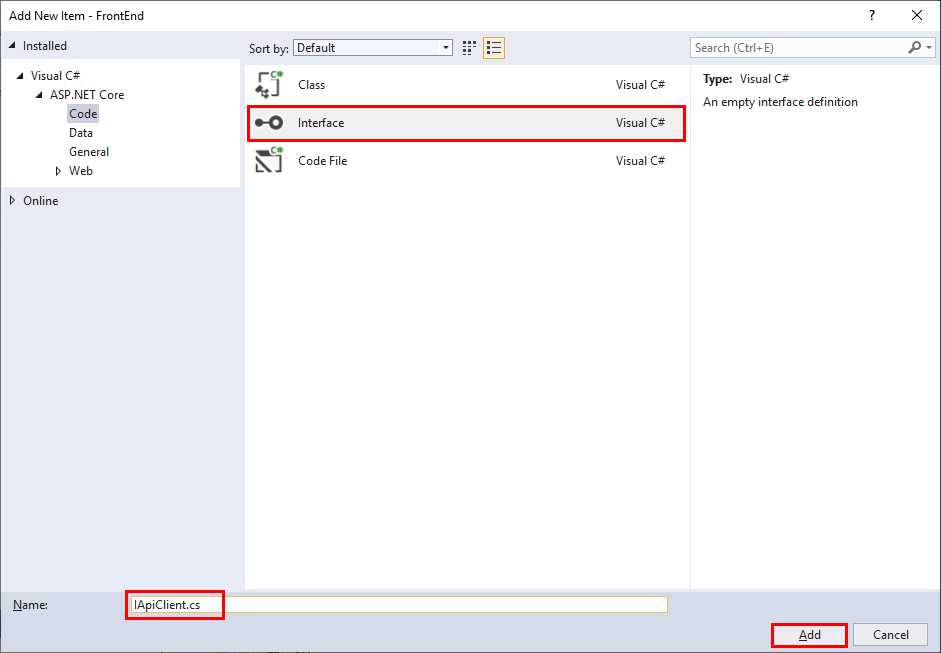 Add New Item - FrontEnd
?
Installed
Sort by: Default
Search (Ctrl+E)
Visual C#
ASP.NET Core
Code
Data
General
Web
Online
C# Class Visual C#
Interface Visual C#
C# Code File Visual C#
Type: Visual C#
An empty interface definition
Name: IApiClient.cs
Add Cancel